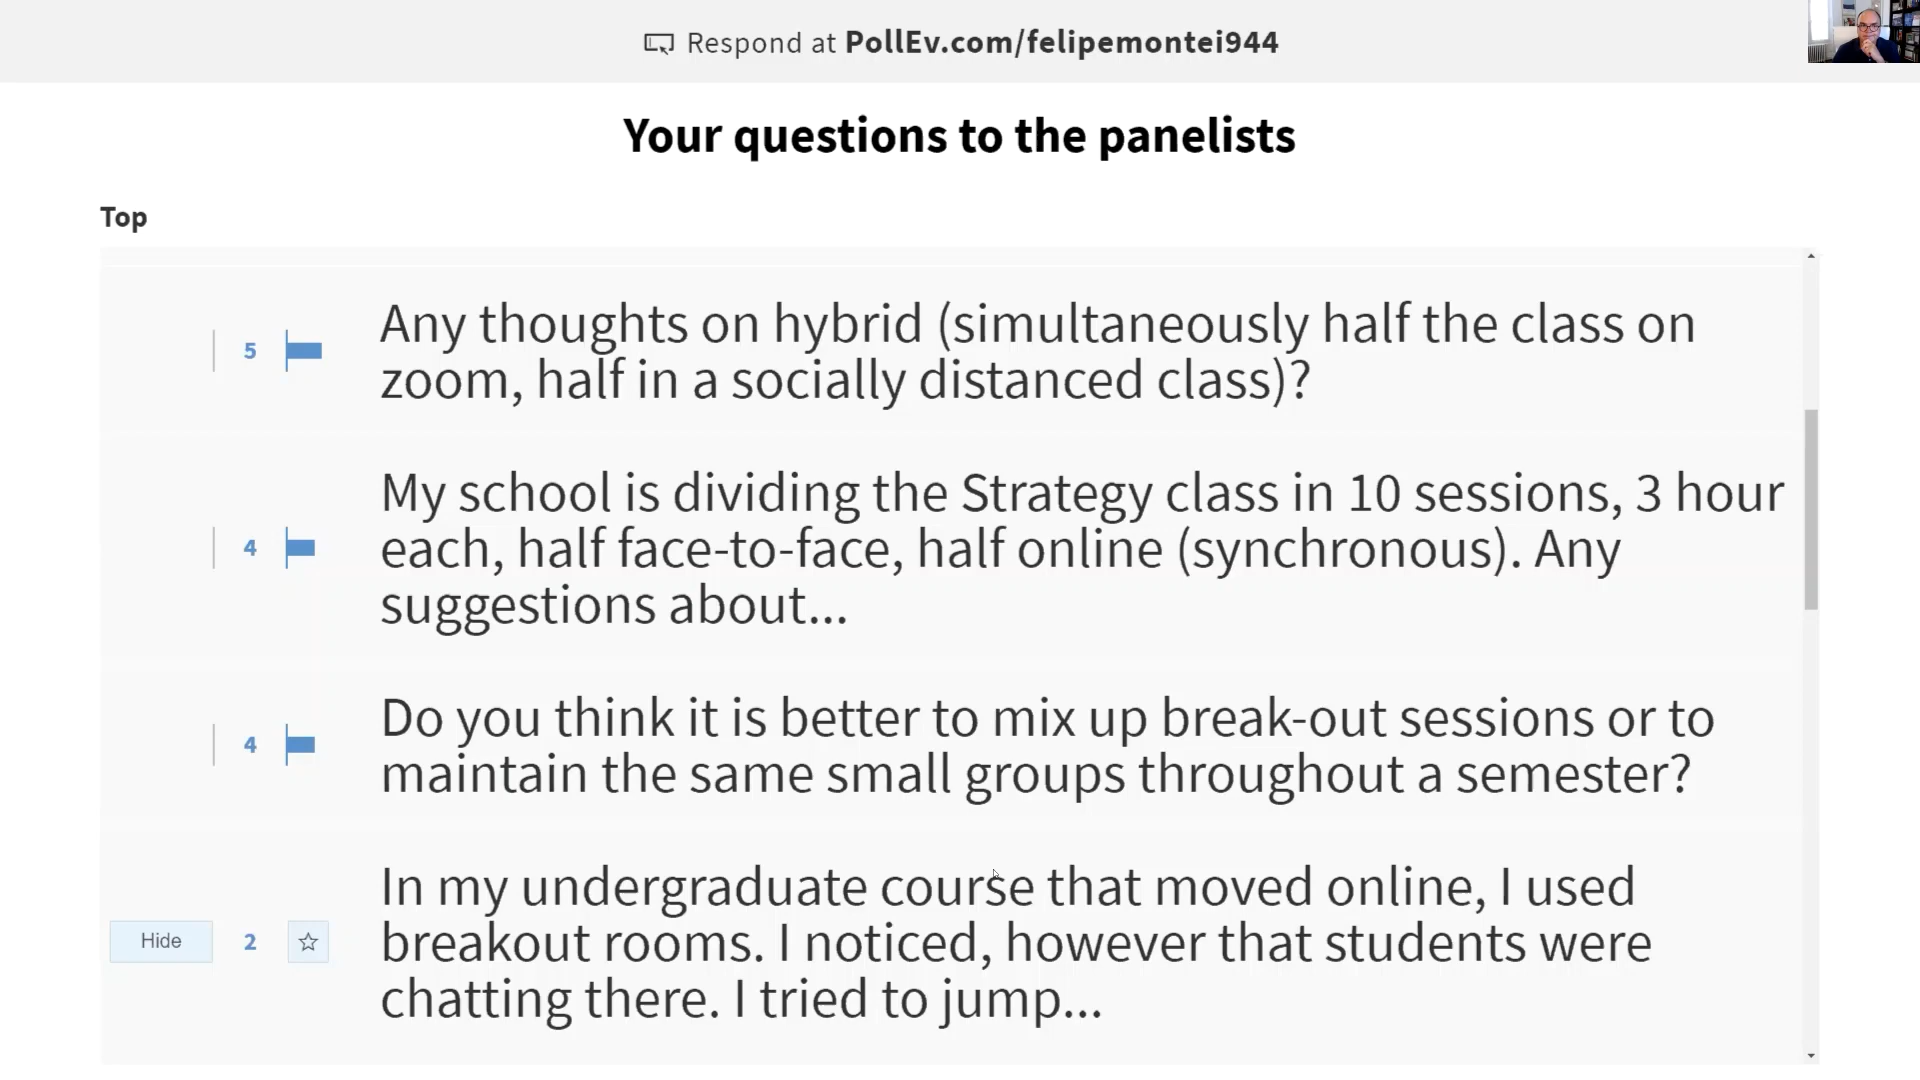 Respond at PollEv.com/felipemontei944
Your questions to the panelists
Top
5
Any thoughts on hybrid (simultaneously half the class on
zoom, half in a socially distanced class)?
4
My school is dividing the Strategy class in 10 sessions, 3 hour
each, half face-to-face, half online (synchronous). Any
suggestions about...
4
Do you think it is better to mix up break-out sessions or to
maintain the same small groups throughout a semester?
Hide 2
In my undergraduate course that moved online, I used
breakout rooms. I noticed, however that students were
chatting there. I tried to jump...